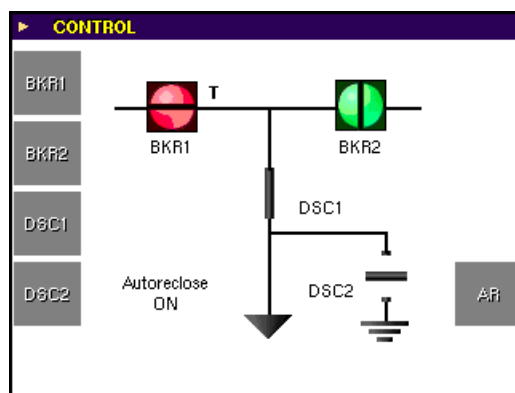 CONTROL
BKR1
BKR2
DSC1
DSC2
T
BKR1
BKR2
DSC1
DSC2
Autoreclose
ON
AR